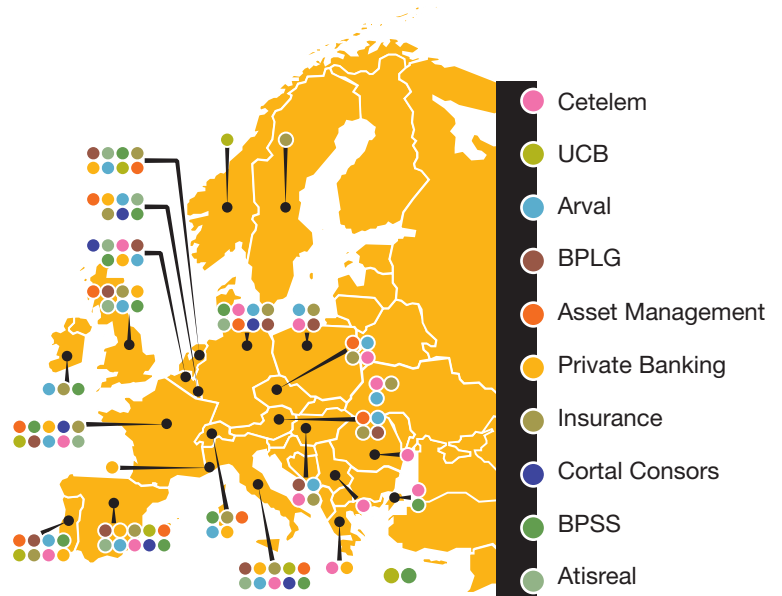 Cetelem
UCB
Arval
BPLG
Asset Management
Private Banking
Insurance
Cortal Consors
BPSS
Atisreal